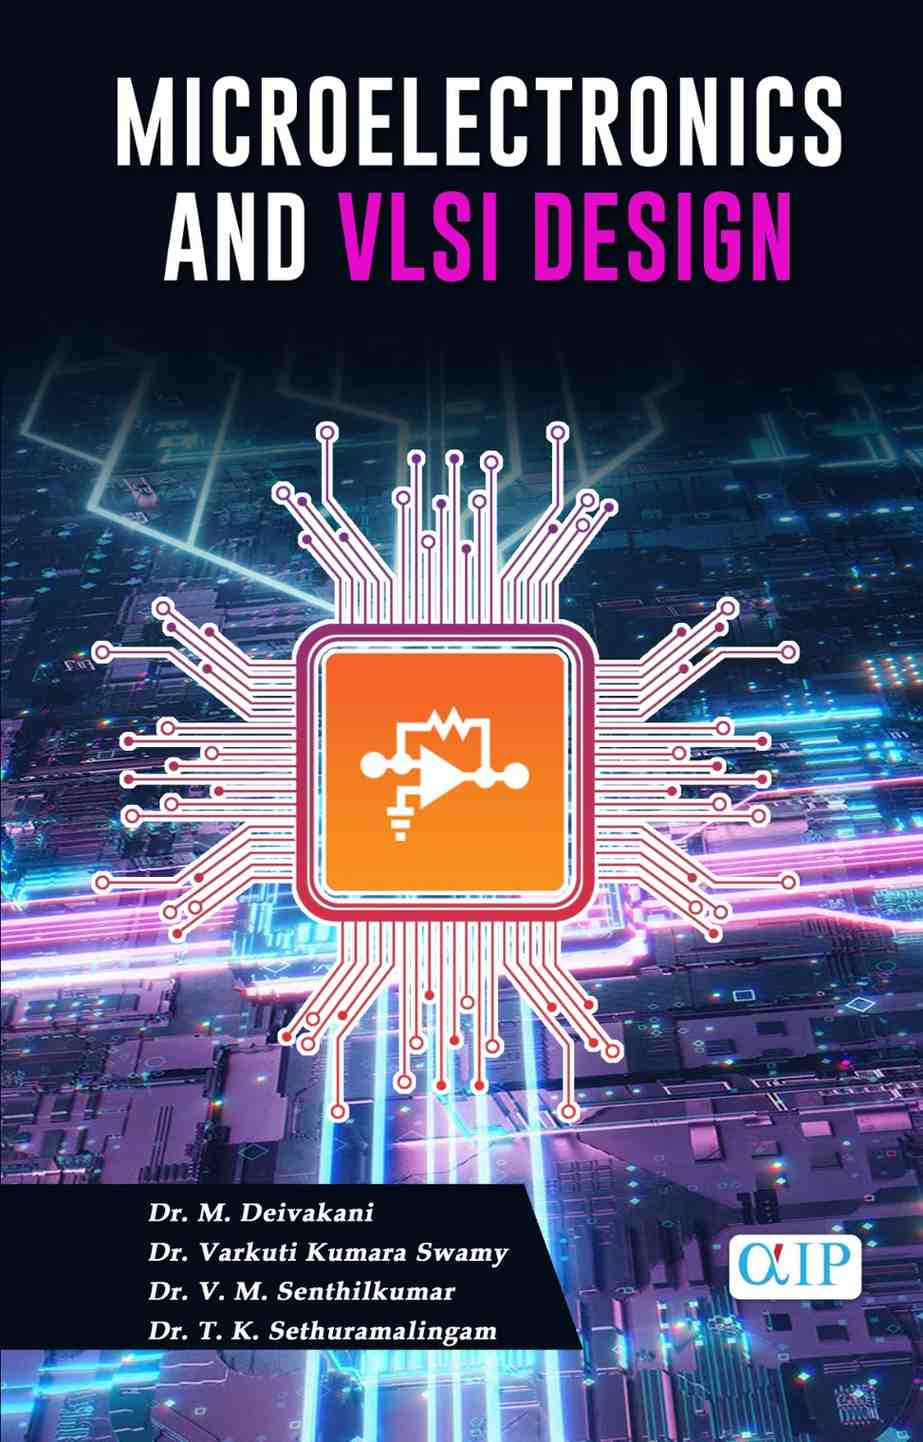 MICROELECTRONICS
AND VLSI DESIGN
Dr. M. Deivakani
Dr. Varkuti Kumara Swamy
Dr. V. M. Senthilkumar
Dr. T. K. Sethuramalingam
αIP